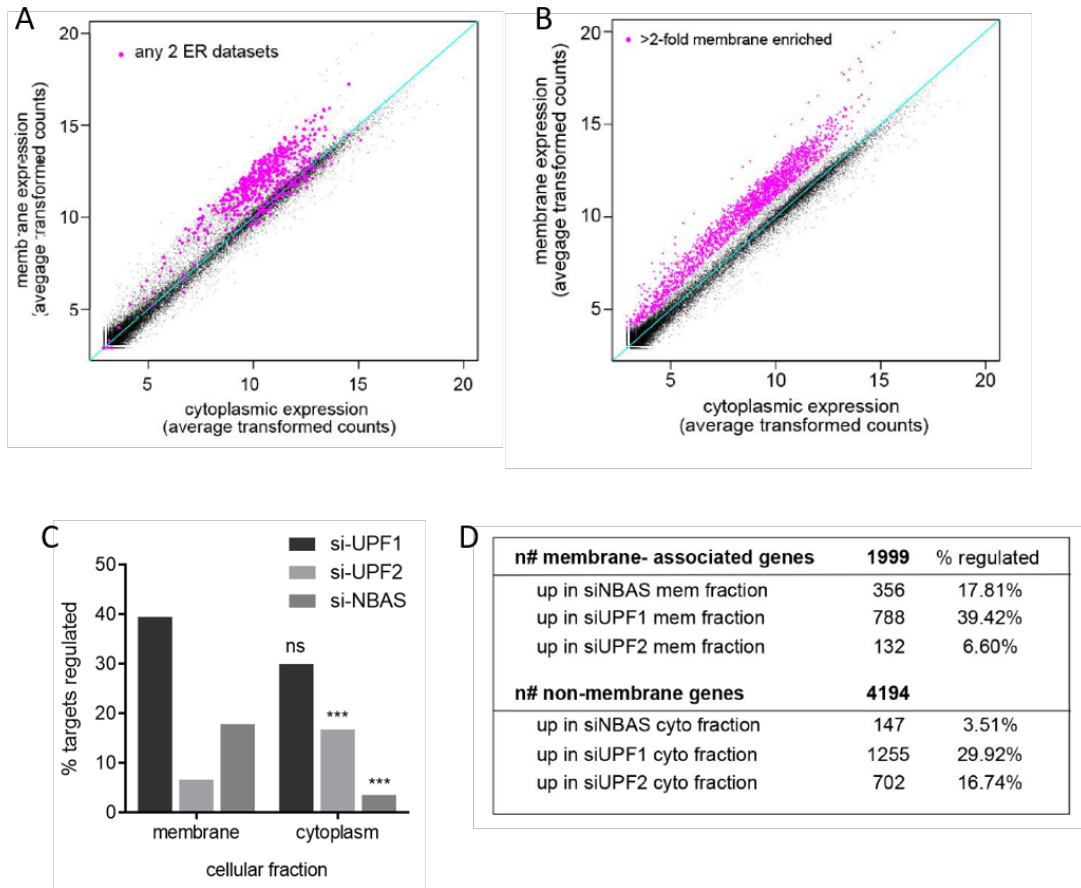 A
any 2 ER datasets
membrane expression
(avegage transformed counts)
20
15
10
5
5
10
15
20
cytoplasmic expression
(average transformed counts)
B
>2-fold membrane enriched
membrane expression
(avegage transformed counts)
20
15
10
5
5
10
15
20
cytoplasmic expression
(average transformed counts)
C
si-UPF1
si-UPF2
si-NBAS
% targets regulated
50
40
30
20
10
0
ns
***
***
membrane
cytoplasm
cellular fraction
D
n# membrane- associated genes 1999 % regulated
up in siNBAS mem fraction 356 17.81%
up in siUPF1 mem fraction 788 39.42%
up in siUPF2 mem fraction 132 6.60%
n# non-membrane genes 4194
up in siNBAS cyto fraction 147 3.51%
up in siUPF1 cyto fraction 1255 29.92%
up in siUPF2 cyto fraction 702 16.74%